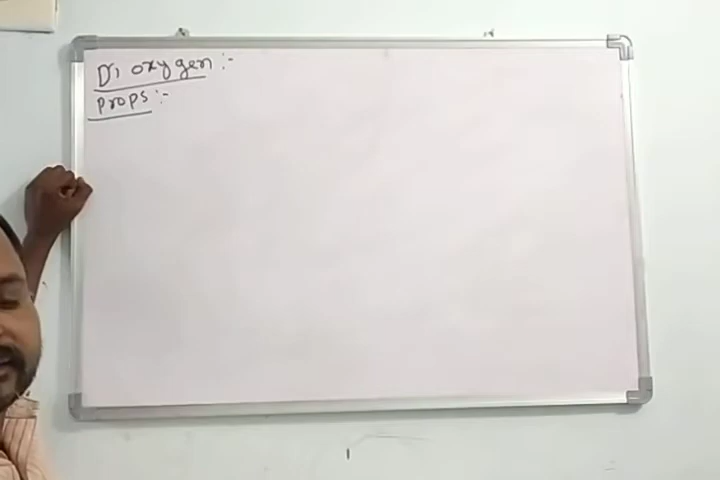 Di oxygen :-
Props :-